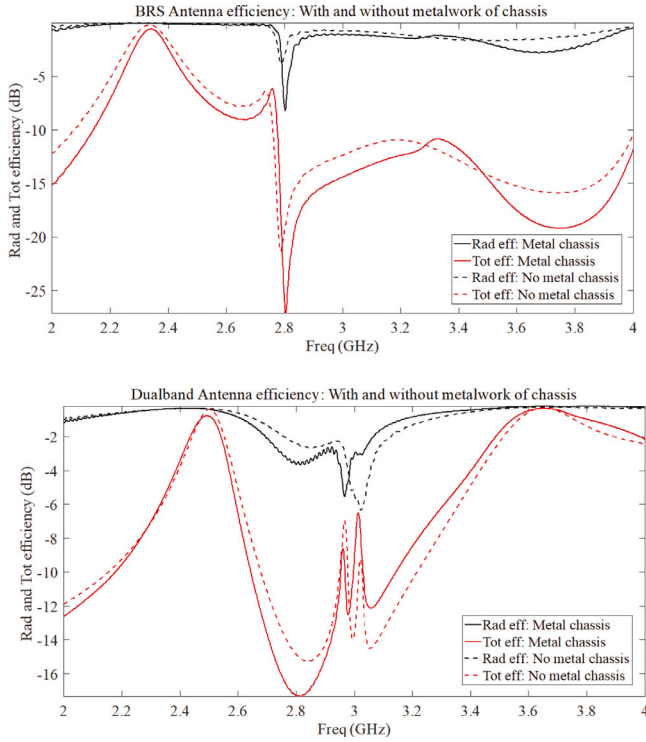 BRS Antenna efficiency: With and without metalwork of chassis
Rad and Tot efficiency (dB)
-5
-10
-15
-20
-25
Rad eff: Metal chassis
Tot eff: Metal chassis
Rad eff: No metal chassis
Tot eff: No metal chassis
2 2.2 2.4 2.6 2.8 3 3.2 3.4 3.6 3.8 4
Freq (GHz)
Dualband Antenna efficiency: With and without metalwork of chassis
Rad and Tot efficiency (dB)
-2
-4
-6
-8
-10
-12
-14
-16
Rad eff: Metal chassis
Tot eff: Metal chassis
Rad eff: No metal chassis
Tot eff: No metal chassis
2 2.2 2.4 2.6 2.8 3 3.2 3.4 3.6 3.8 4
Freq (GHz)